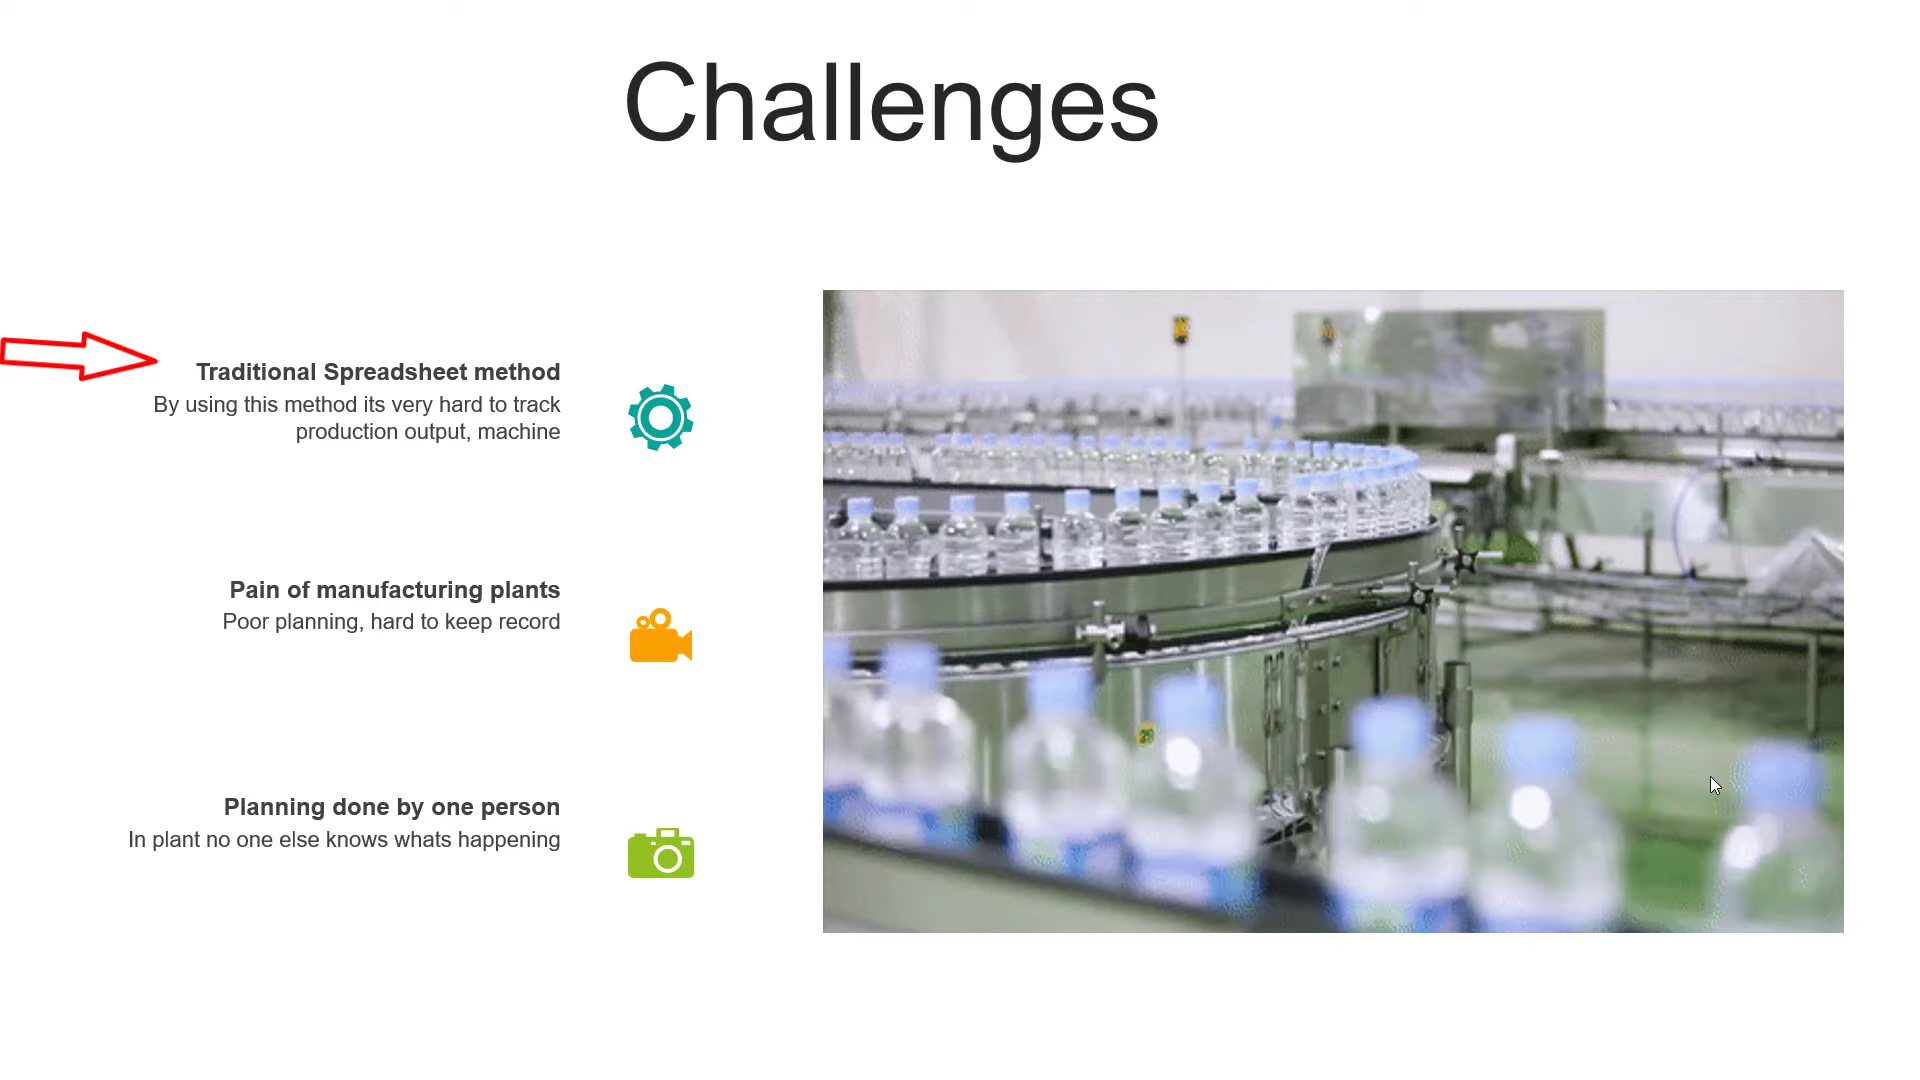 Challenges
Traditional Spreadsheet method
By using this method its very hard to track
production output, machine
Pain of manufacturing plants
Poor planning, hard to keep record
Planning done by one person
In plant no one else knows whats happening